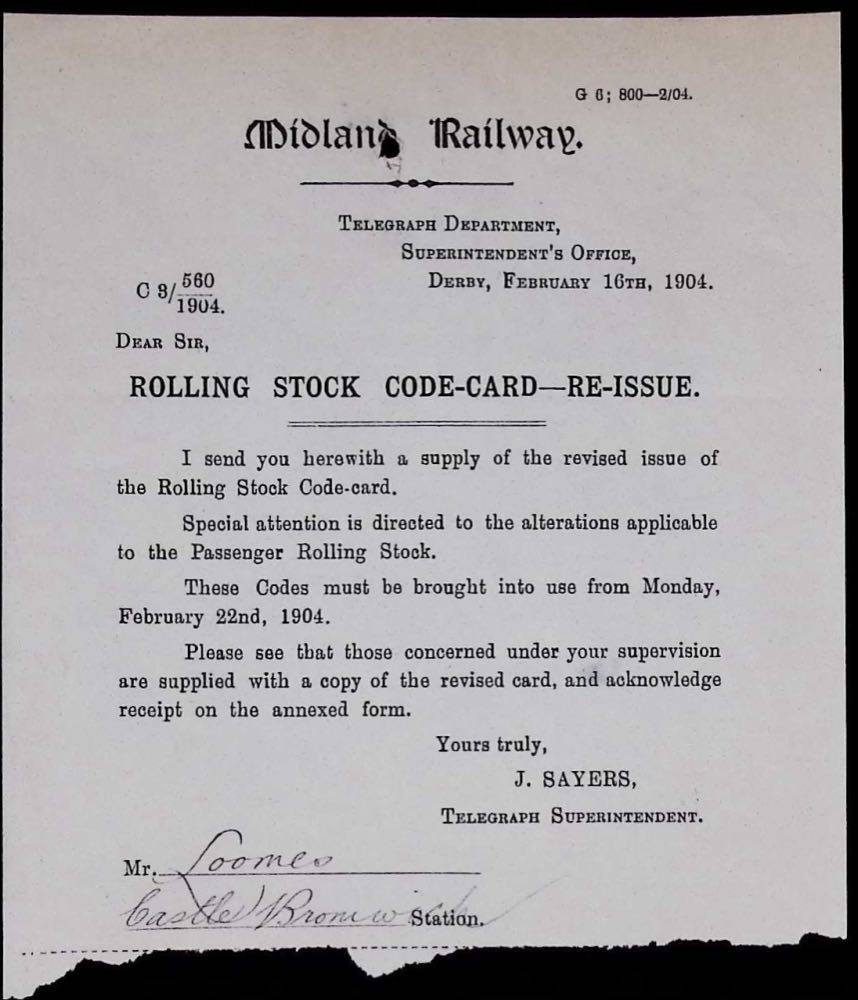 G 6; 800—2/04.
Midland Railway.
TELEGRAPH DEPARTMENT,
SUPERINTENDENT'S OFFICE,
DERBY, FEBRUARY 16TH, 1904.
C 3/560/1904.
DEAR SIR,
ROLLING STOCK CODE-CARD—RE-ISSUE.
I send you herewith a supply of the revised issue of
the Rolling Stock Code-card.
Special attention is directed to the alterations applicable
to the Passenger Rolling Stock.
These Codes must be brought into use from Monday,
February 22nd, 1904.
Please see that those concerned under your supervision
are supplied with a copy of the revised card, and acknowledge
receipt on the annexed form.
Yours truly,
J. SAYERS,
TELEGRAPH SUPERINTENDENT.
Mr. Loomes
Castle Bromwich Station.